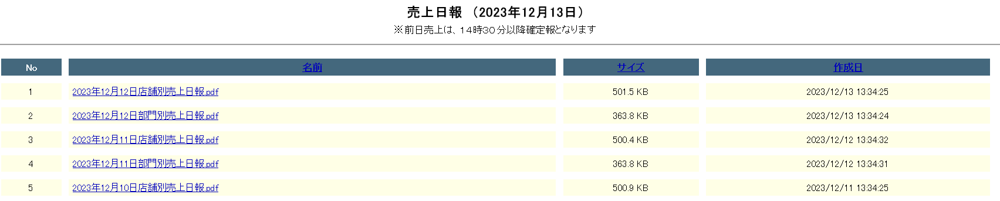 売上日報 （2023年12月13日）
※前日売上は、１４時３０分以降確定報となります
No 名前 サイズ 作成日
1 2023年12月12日店舗別売上日報.pdf 501.5 KB 2023/12/13 13:34:25
2 2023年12月12日部門別売上日報.pdf 363.8 KB 2023/12/13 13:34:24
3 2023年12月11日店舗別売上日報.pdf 500.4 KB 2023/12/12 13:34:32
4 2023年12月11日部門別売上日報.pdf 363.8 KB 2023/12/12 13:34:31
5 2023年12月10日店舗別売上日報.pdf 500.9 KB 2023/12/11 13:34:25